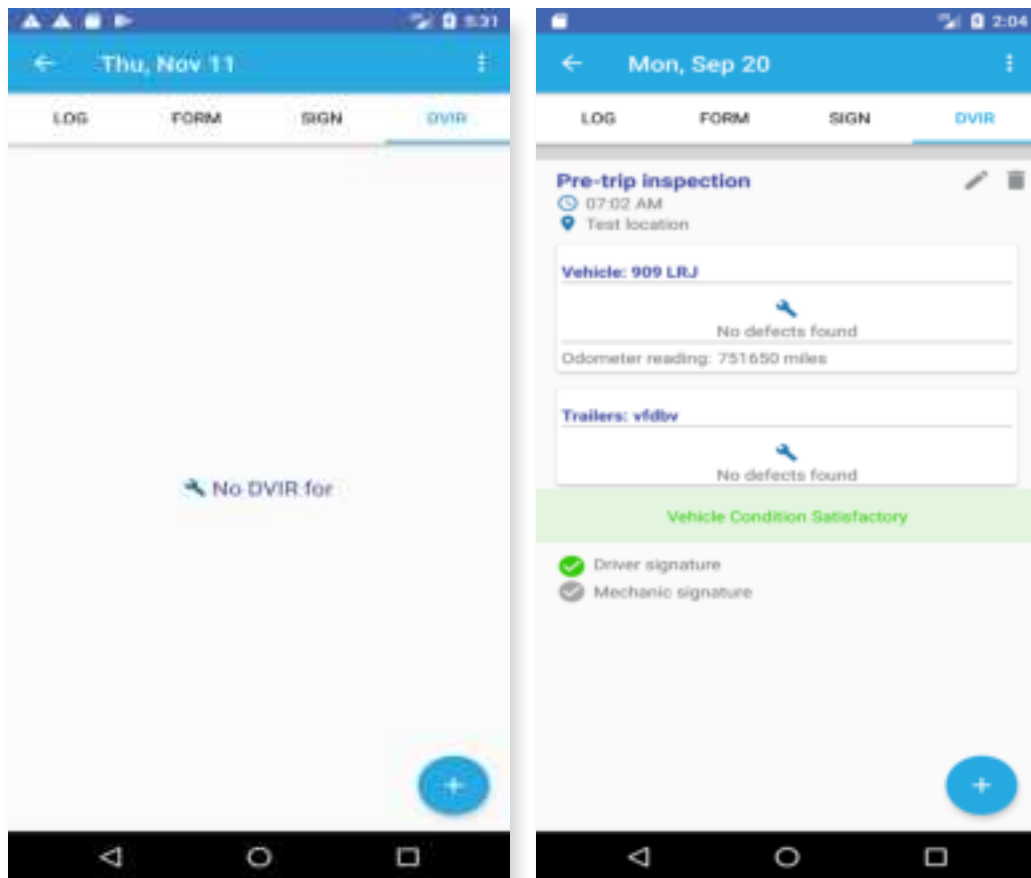 5:31
Thu, Nov 11
LOG FORM SIGN DVIR
No DVIR for
2:04
Mon, Sep 20
LOG FORM SIGN DVIR
Pre-trip inspection
07:02 AM
Test location
Vehicle: 909 LRJ
No defects found
Odometer reading: 751650 miles
Trailers: vfdbv
No defects found
Vehicle Condition Satisfactory
Driver signature
Mechanic signature